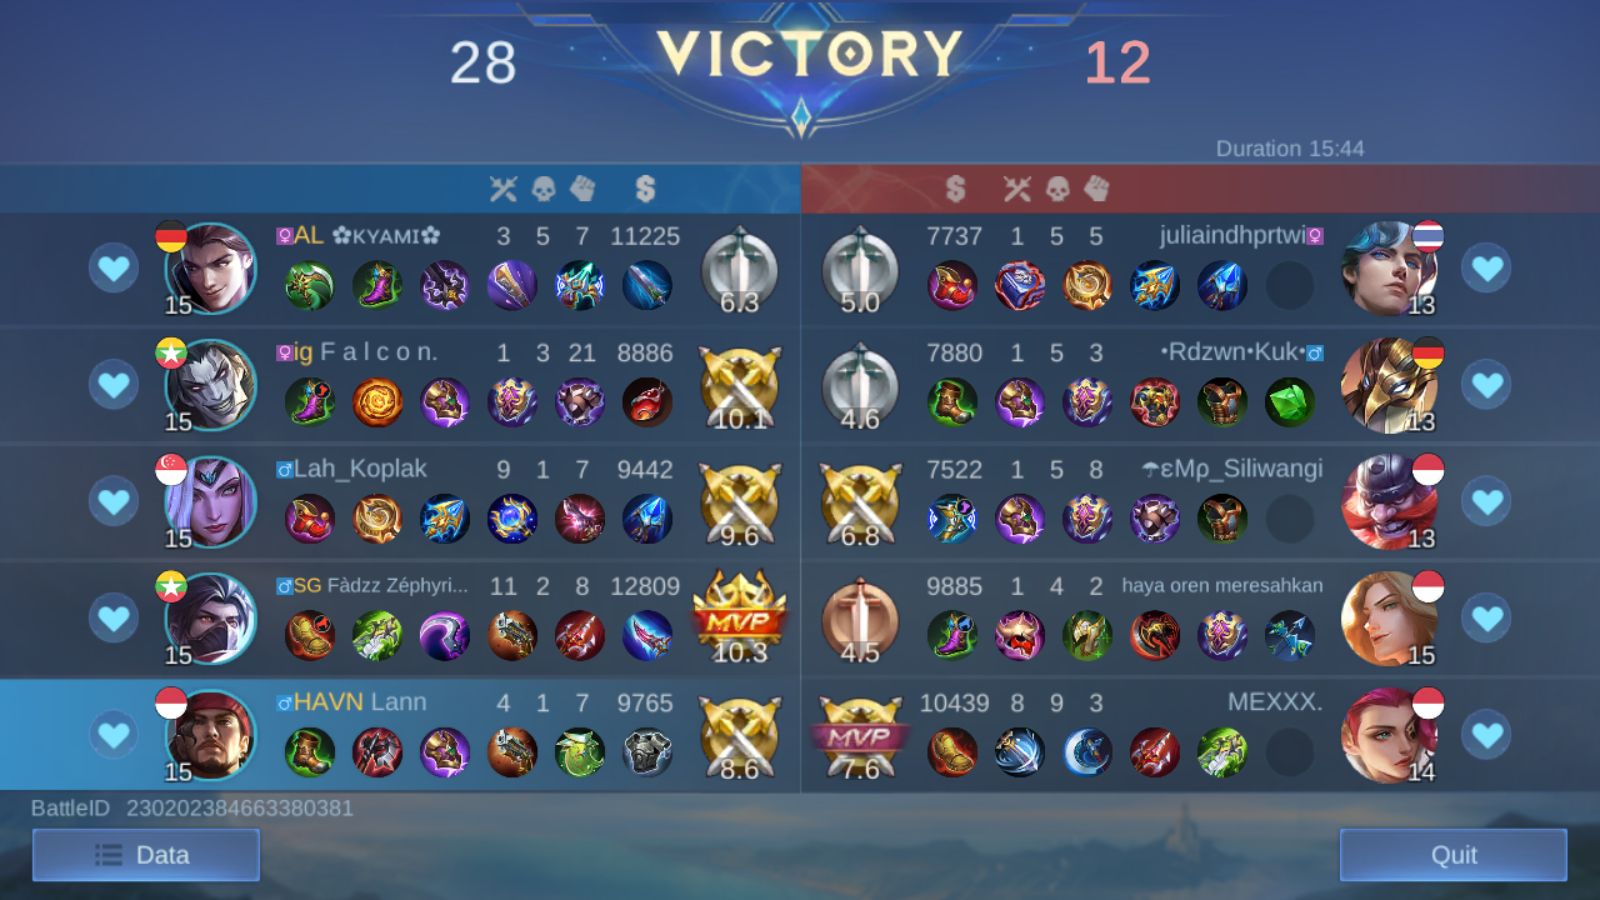 28 VICTORY 12
Duration 15:44
AL ✿KYAMI✿ 3 5 7 11225
15 6.3
5.0 7737 1 5 5 juliaindhprtwi
13
ig F a l c o n. 1 3 21 8886
15 10.1
4.6 7880 1 5 3 •Rdzwn•Kuk•
13
Lah_Koplak 9 1 7 9442
15 9.6
6.8 7522 1 5 8 ☂εMρ_Siliwangi
13
SG Fàdzz Zéphyri... 11 2 8 12809
MVP
15 10.3
4.5 9885 1 4 2 haya oren meresahkan
15
HAVN Lann 4 1 7 9765
15 8.6
10439 8 9 3 MEXXX.
MVP
7.6 14
BattleID 230202384663380381
Data
Quit